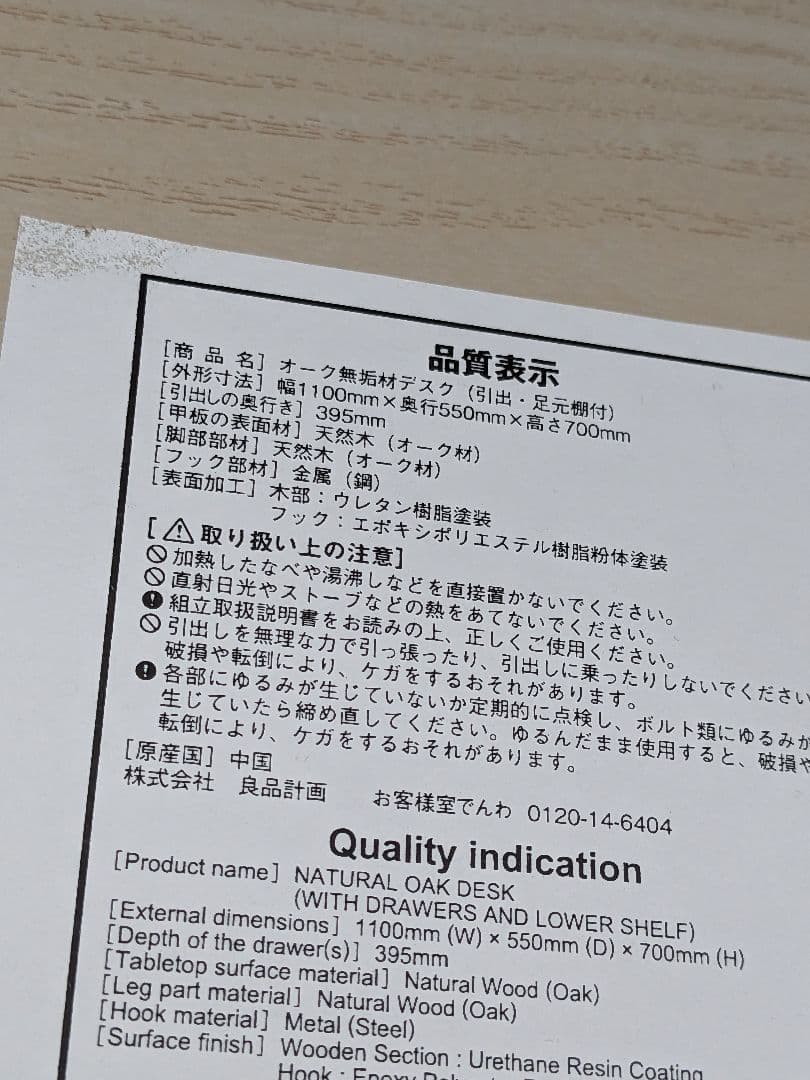 品質表示
[商 品 名] オーク無垢材デスク(引出・足元棚付)
[外形寸法] 幅1100mm×奥行550mm×高さ700mm
[引出しの奥行き] 395mm
[甲板の表面材] 天然木(オーク材)
[脚部部材] 天然木(オーク材)
[フック部材] 金属(鋼)
[表面加工] 木部:ウレタン樹脂塗装
フック:エポキシポリエステル樹脂粉体塗装
[⚠取り扱い上の注意]
加熱したなべや湯沸しなどを直接置かないでください。
直射日光やストーブなどの熱をあてないでください。
組立取扱説明書をお読みの上、正しくご使用ください。
引出しを無理な力で引っ張ったり、引出しに乗ったりしないでください
破損や転倒により、ケガをするおそれがあります。
各部にゆるみが生じていないか定期的に点検し、ボルト類にゆるみが
生じていたら締め直してください。ゆるんだまま使用すると、破損や
転倒により、ケガをするおそれがあります。
[原産国] 中国
株式会社 良品計画 お客様室でんわ 0120-14-6404
Quality indication
[Product name] NATURAL OAK DESK
(WITH DRAWERS AND LOWER SHELF)
[External dimensions] 1100mm (W) × 550mm (D) × 700mm (H)
[Depth of the drawer(s)] 395mm
[Tabletop surface material] Natural Wood (Oak)
[Leg part material] Natural Wood (Oak)
[Hook material] Metal (Steel)
[Surface finish] Wooden Section : Urethane Resin Coating
Hook : Epoxy